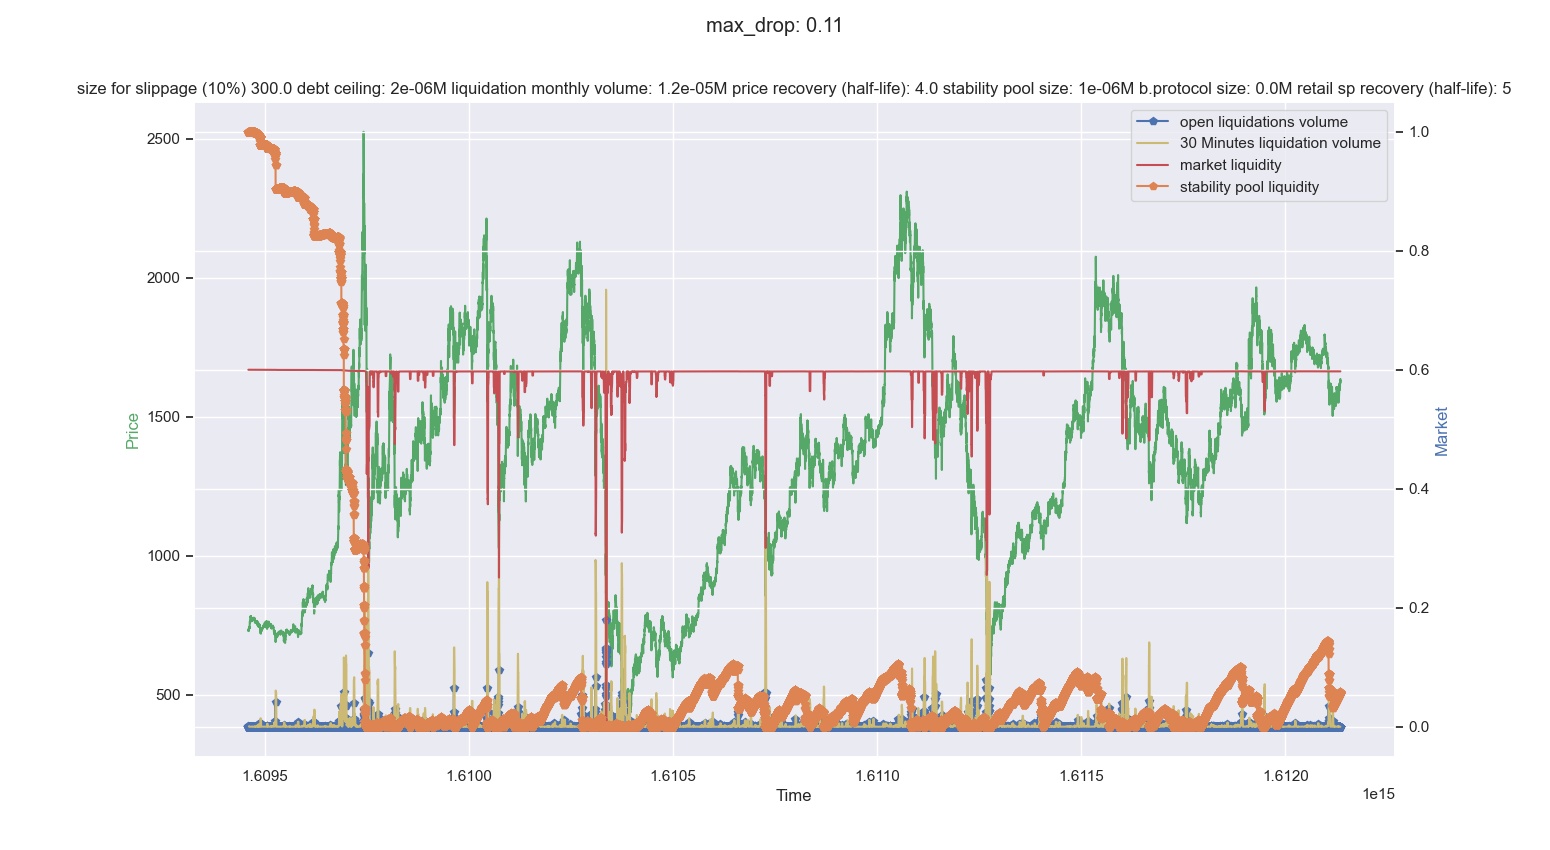 max_drop: 0.11
size for slippage (10%) 300.0 debt ceiling: 2e-06M liquidation monthly volume: 1.2e-05M price recovery (half-life): 4.0 stability pool size: 1e-06M b.protocol size: 0.0M retail sp recovery (half-life): 5
open liquidations volume
30 Minutes liquidation volume
market liquidity
stability pool liquidity
2500
2000
1500
1000
500
Price
1.0
0.8
0.6
0.4
0.2
0.0
Market
1.6095 1.6100 1.6105 1.6110 1.6115 1.6120
Time
1e15